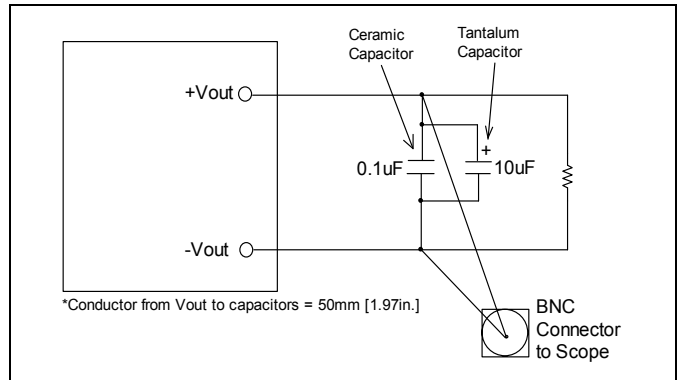 Ceramic
Capacitor
Tantalum
Capacitor
+Vout
+
0.1uF
10uF
-Vout
*Conductor from Vout to capacitors = 50mm [1.97in.]
BNC
Connector
to Scope